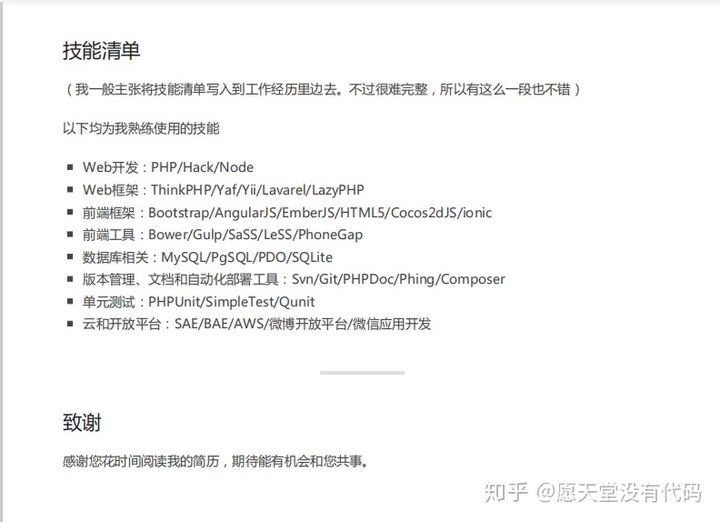 技能清单
（我一般主张将技能清单写入到工作经历里边去。不过很难完整，所以有这么一段也不错）
以下均为我熟练使用的技能
▪ Web开发：PHP/Hack/Node
▪ Web框架：ThinkPHP/Yaf/Yii/Lavarel/LazyPHP
▪ 前端框架：Bootstrap/AngularJS/EmberJS/HTML5/Cocos2dJS/ionic
▪ 前端工具：Bower/Gulp/SaSS/LeSS/PhoneGap
▪ 数据库相关：MySQL/PgSQL/PDO/SQLite
▪ 版本管理、文档和自动化部署工具：Svn/Git/PHPDoc/Phing/Composer
▪ 单元测试：PHPUnit/SimpleTest/Qunit
▪ 云和开放平台：SAE/BAE/AWS/微博开放平台/微信应用开发
致谢
感谢您花时间阅读我的简历，期待能有机会和您共事。
知乎 @愿天堂没有代码